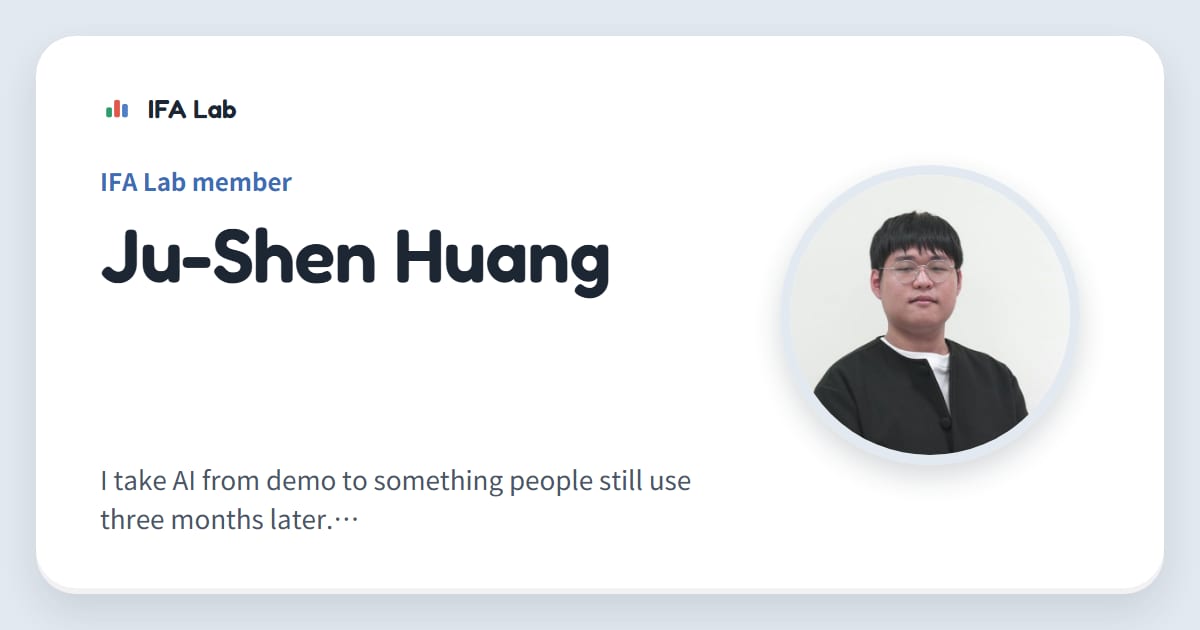 IFA Lab
IFA Lab member
Ju-Shen Huang
I take AI from demo to something people still use
three months later.⋯